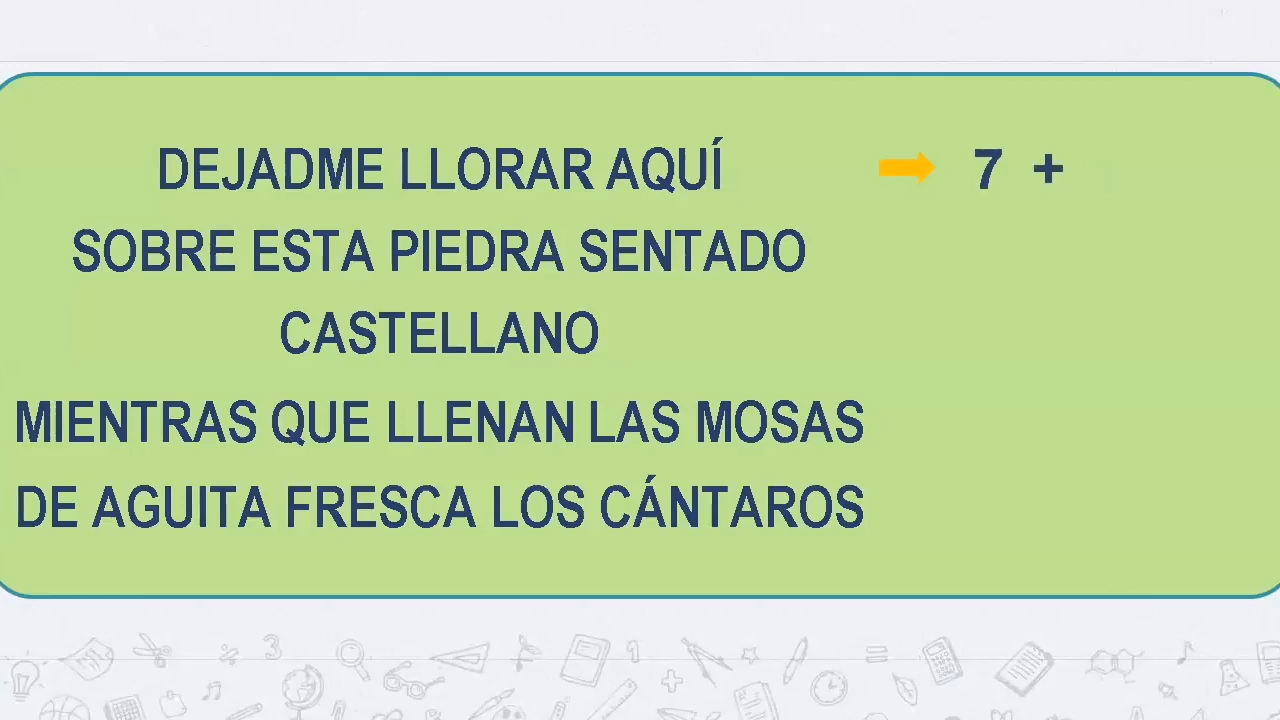 DEJADME LLORAR AQUÍ 7 +
SOBRE ESTA PIEDRA SENTADO
CASTELLANO
MIENTRAS QUE LLENAN LAS MOSAS
DE AGUITA FRESCA LOS CÁNTAROS